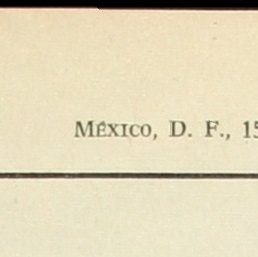 México, D. F., 15